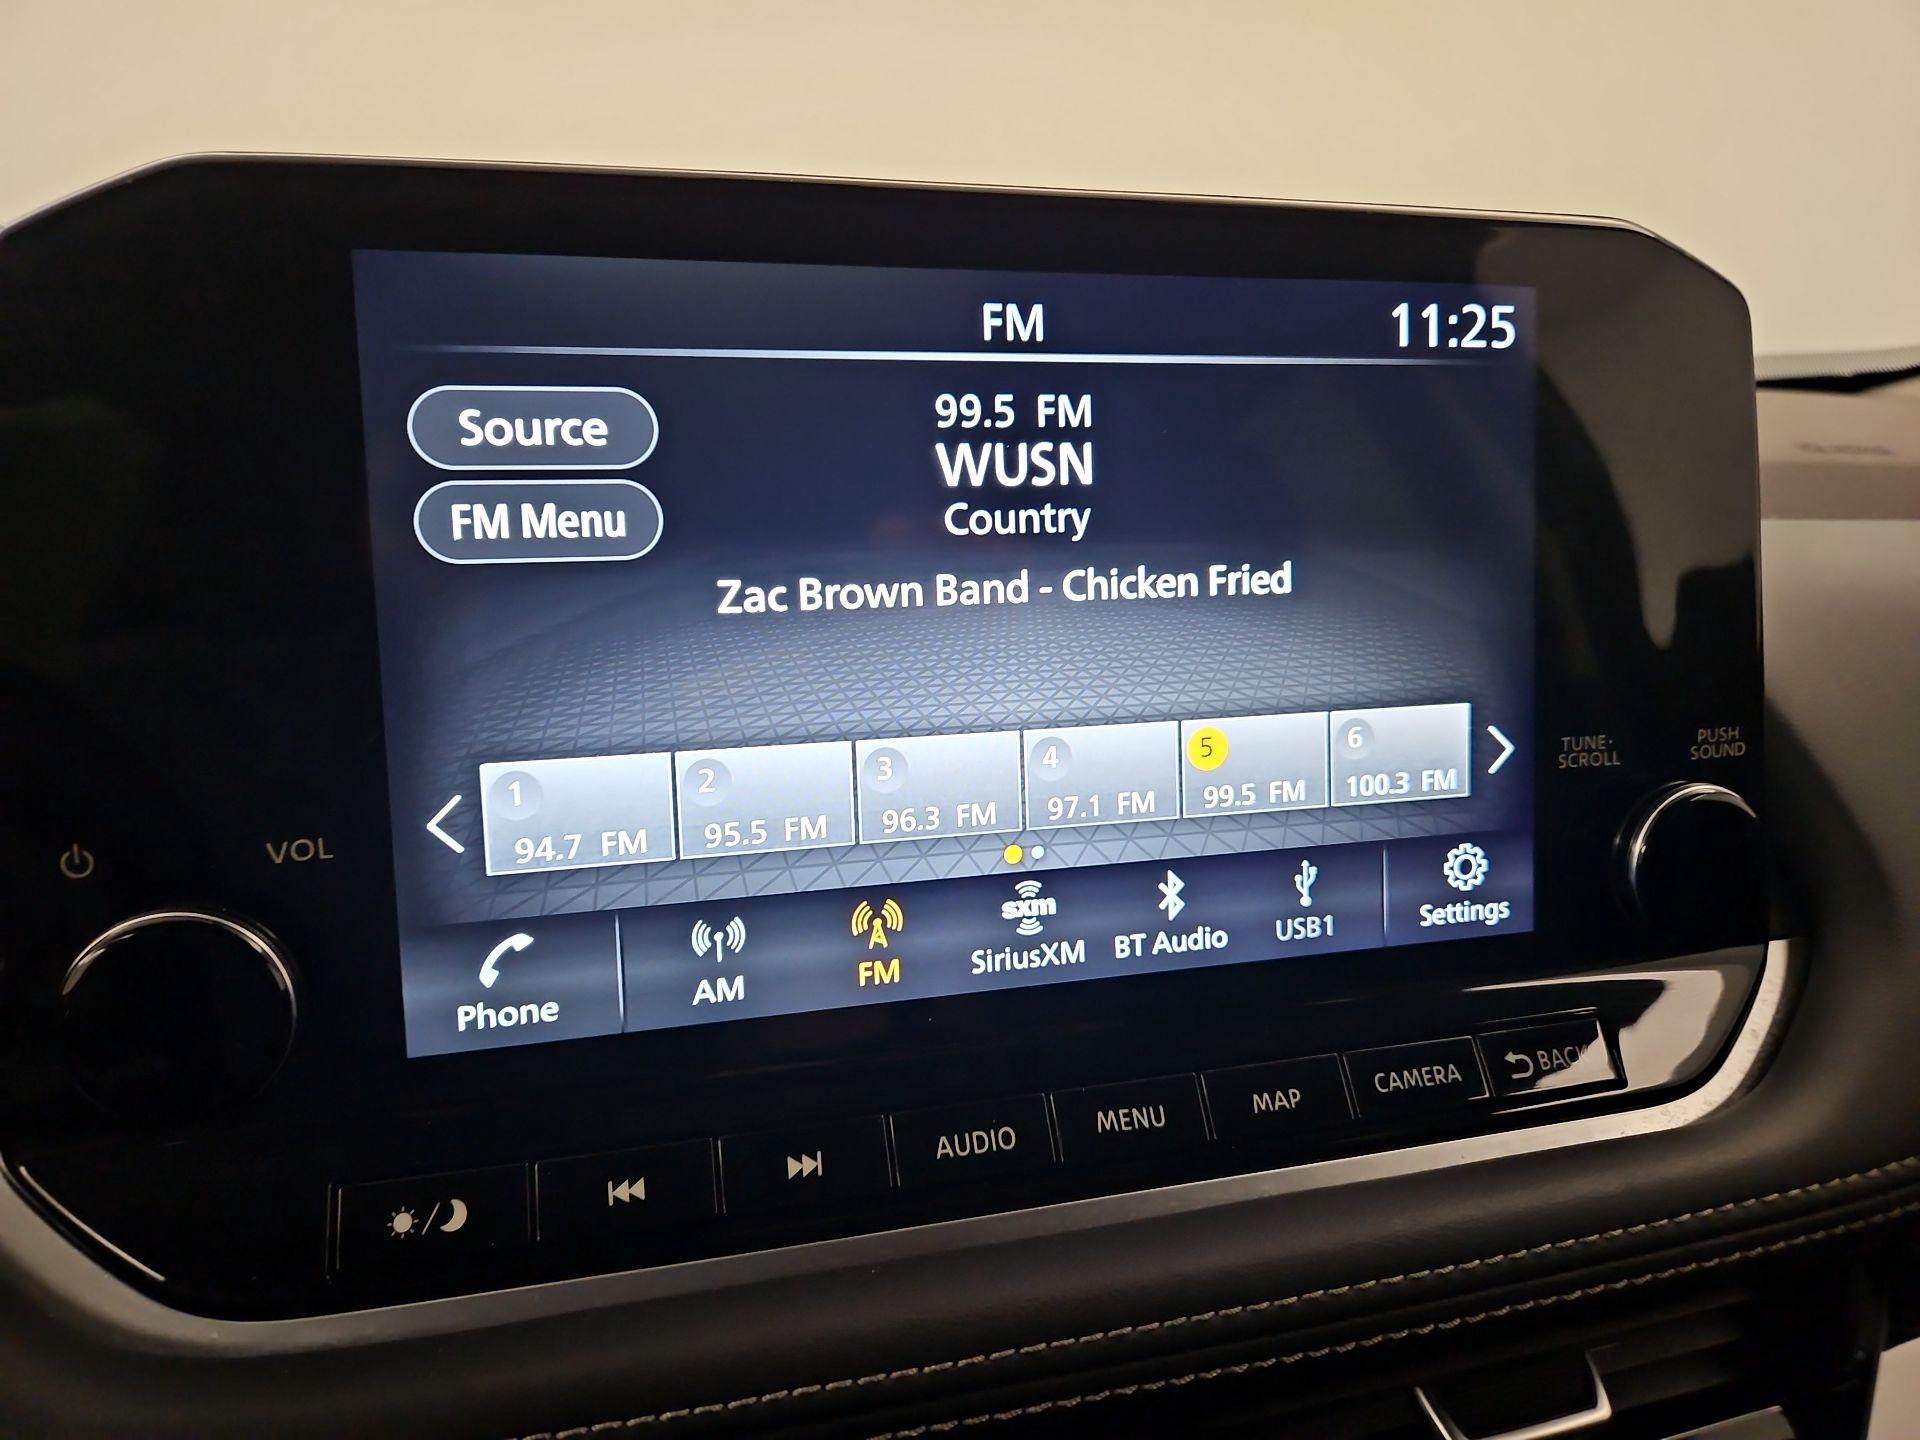 FM
11:25
Source
FM Menu
99.5 FM
WUSN
Country
Zac Brown Band - Chicken Fried
1
94.7 FM
2
95.5 FM
3
96.3 FM
4
97.1 FM
5
99.5 FM
6
100.3 FM
Phone
AM
FM
sxm
SiriusXM
BT Audio
USB1
Settings
VOL
TUNE·
SCROLL
PUSH
SOUND
AUDIO
MENU
MAP
CAMERA
BACK